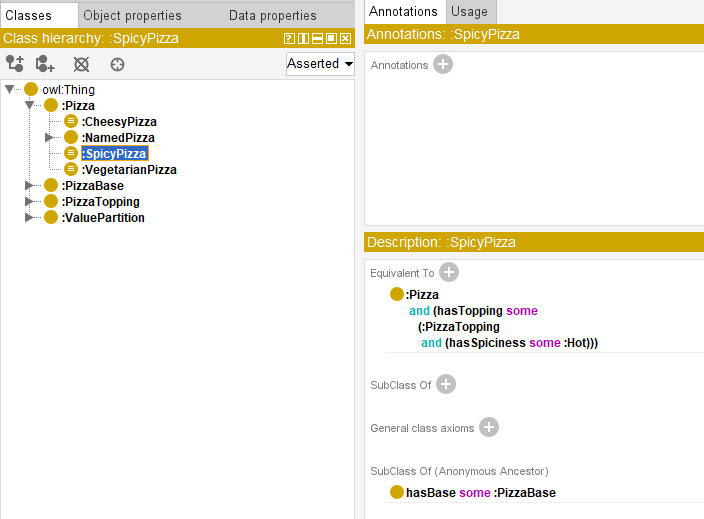 Classes
Object properties
Data properties
Class hierarchy: :SpicyPizza
Asserted
owl:Thing
:Pizza
:CheesyPizza
:NamedPizza
:SpicyPizza
:VegetarianPizza
:PizzaBase
:PizzaTopping
:ValuePartition
Annotations
Usage
Annotations: :SpicyPizza
Annotations
Description: :SpicyPizza
Equivalent To
:Pizza
and (hasTopping some
(:PizzaTopping
and (hasSpiciness some :Hot)))
SubClass Of
General class axioms
SubClass Of (Anonymous Ancestor)
hasBase some :PizzaBase